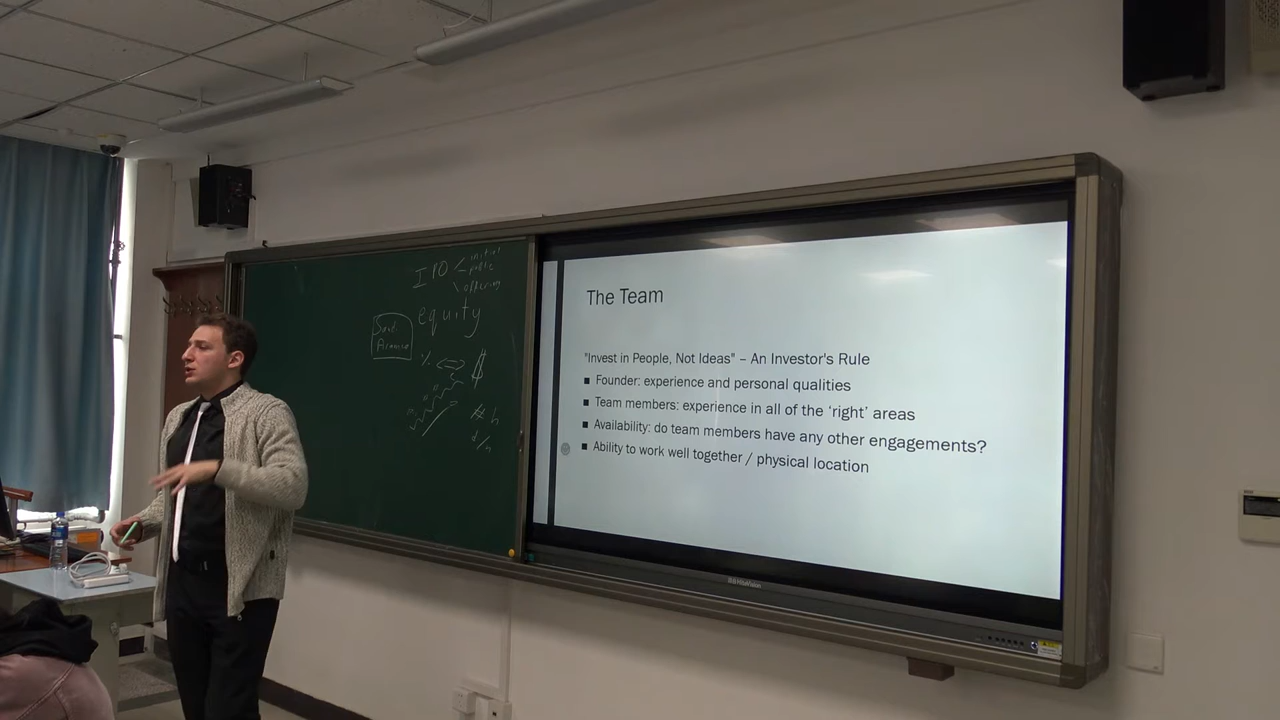 IPO
initial
public
offering
equity
% ⇔ $
The Team
"Invest in People, Not Ideas" – An Investor's Rule
■ Founder: experience and personal qualities
■ Team members: experience in all of the ‘right’ areas
■ Availability: do team members have any other engagements?
■ Ability to work well together / physical location